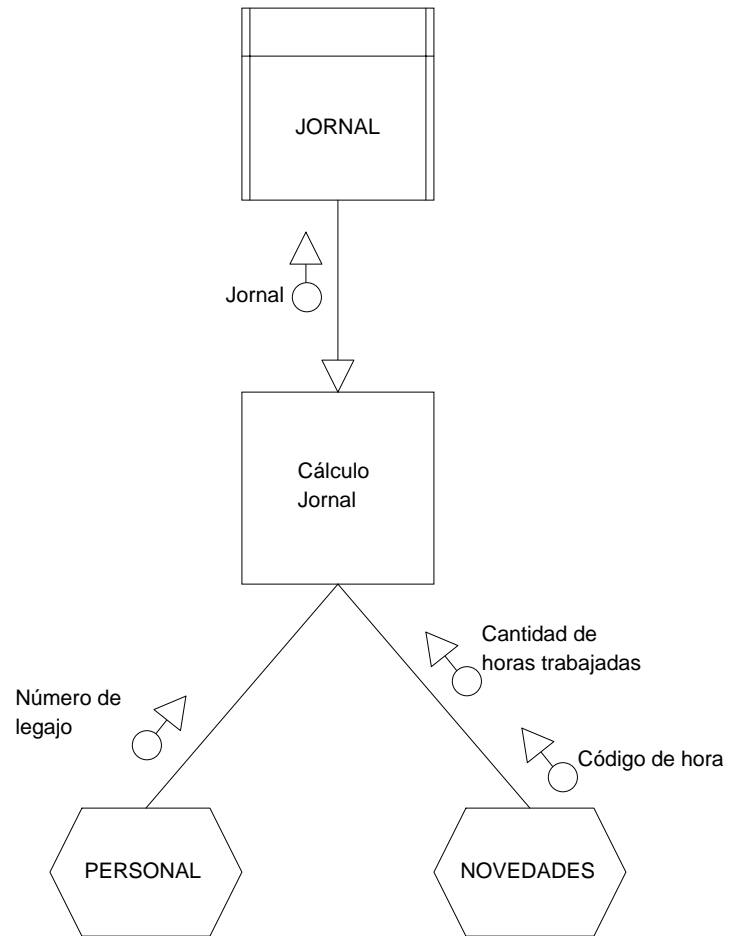 JORNAL
Jornal
Cálculo
Jornal
Cantidad de
horas trabajadas
Número de
legajo
Código de hora
PERSONAL
NOVEDADES